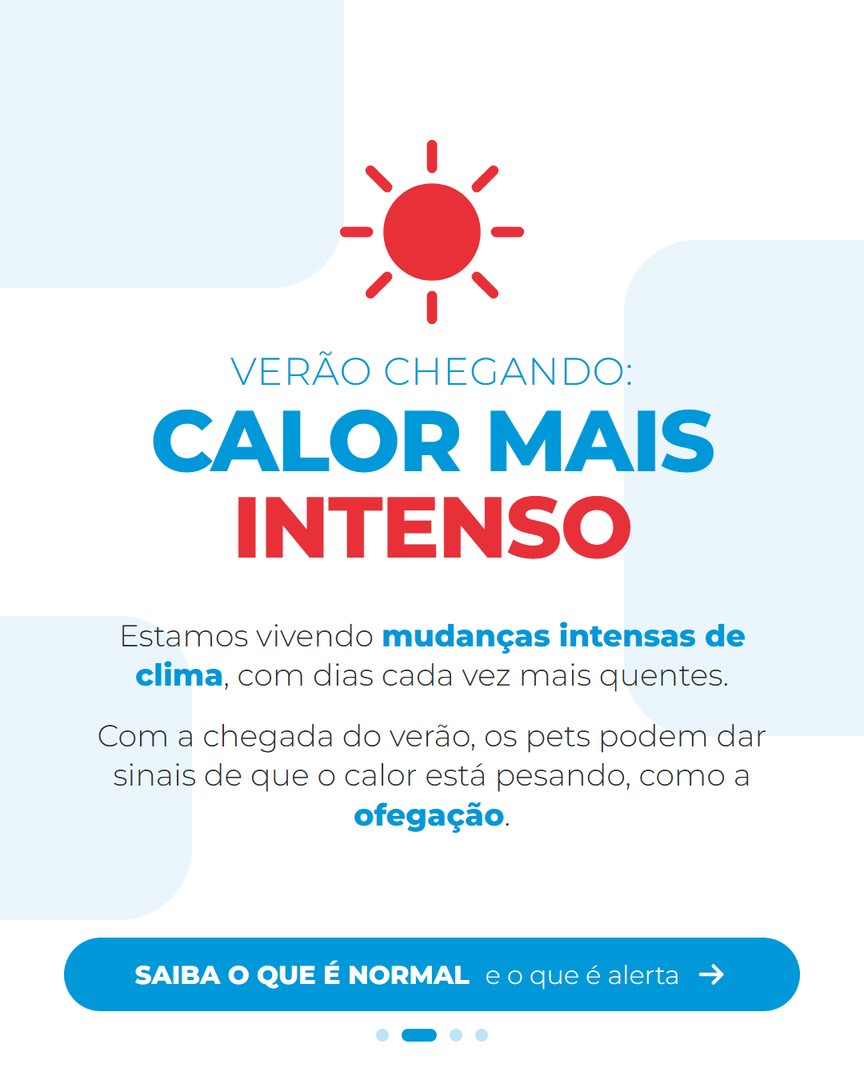 VERÃO CHEGANDO:
CALOR MAIS
INTENSO
Estamos vivendo mudanças intensas de
clima, com dias cada vez mais quentes.
Com a chegada do verão, os pets podem dar
sinais de que o calor está pesando, como a
ofegação.
SAIBA O QUE É NORMAL e o que é alerta →